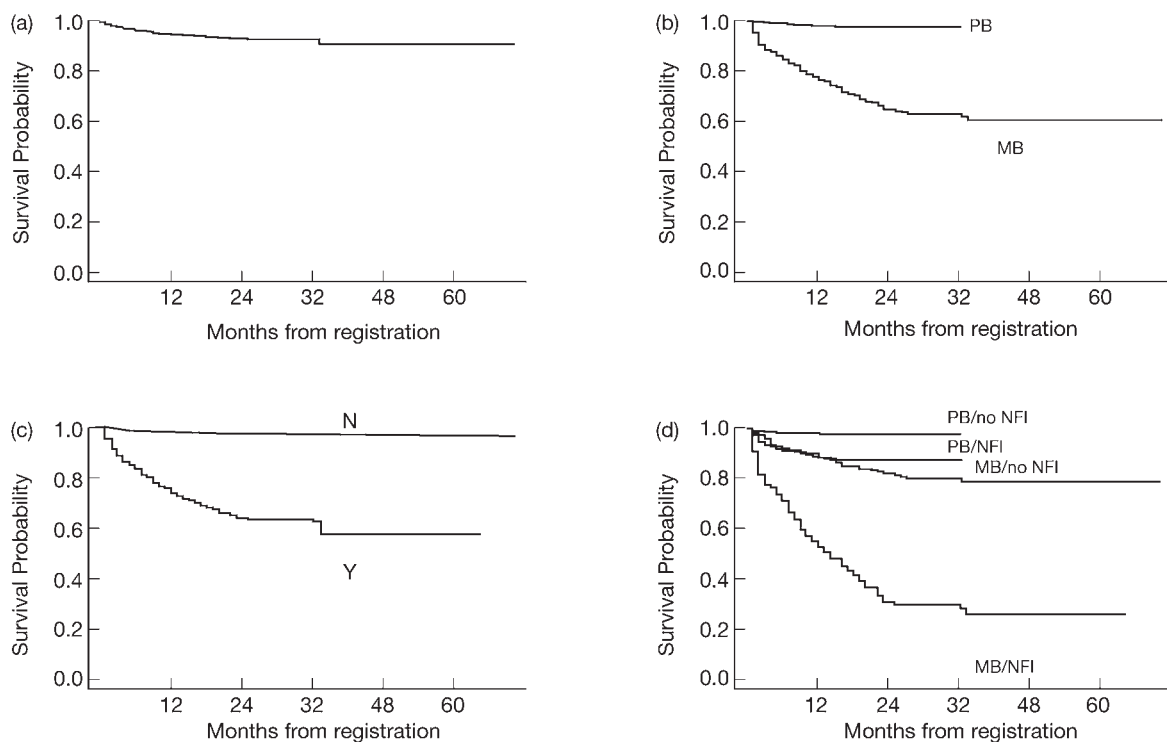 (a)
1.0
0.8
0.6
0.4
0.2
0.0
Survival Probability
12 24 32 48 60
Months from registration
(b)
1.0
0.8
0.6
0.4
0.2
0.0
Survival Probability
PB
MB
12 24 32 48 60
Months from registration
(c)
1.0
0.8
0.6
0.4
0.2
0.0
Survival Probability
N
Y
12 24 32 48 60
Months from registration
(d)
1.0
0.8
0.6
0.4
0.2
0.0
Survival Probability
PB/no NFI
PB/NFI
MB/no NFI
MB/NFI
12 24 32 48 60
Months from registration